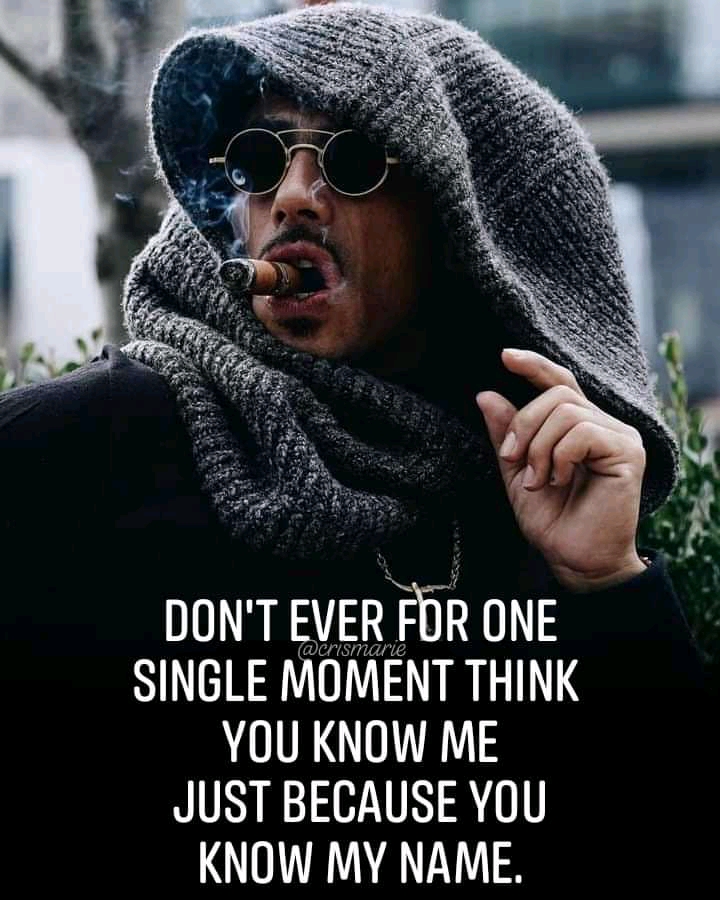 DON'T EVER FOR ONE
@crismarie
SINGLE MOMENT THINK
YOU KNOW ME
JUST BECAUSE YOU
KNOW MY NAME.